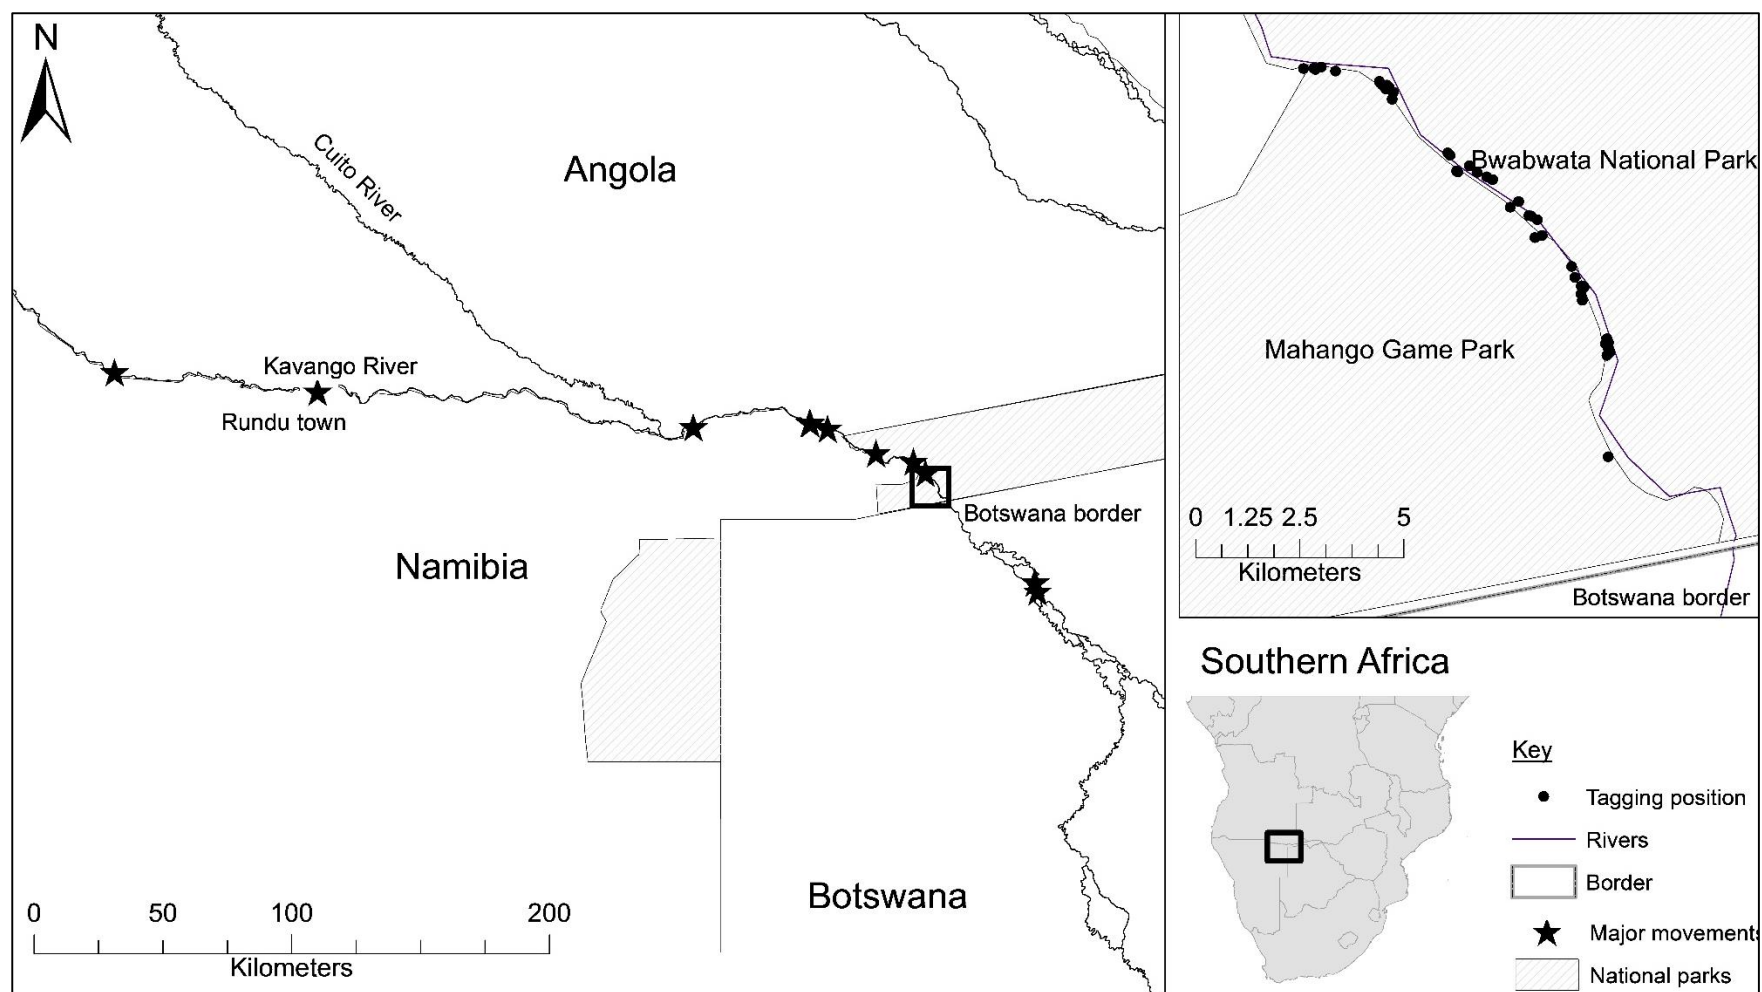 N
Cuito River
Angola
Kavango River
Rundu town
Botswana border
Namibia
Botswana
0 50 100 200
Kilometers
Bwabwata National Park
Mahango Game Park
0 1.25 2.5 5
Kilometers
Botswana border
Southern Africa
Key
Tagging position
Rivers
Border
Major movements
National parks